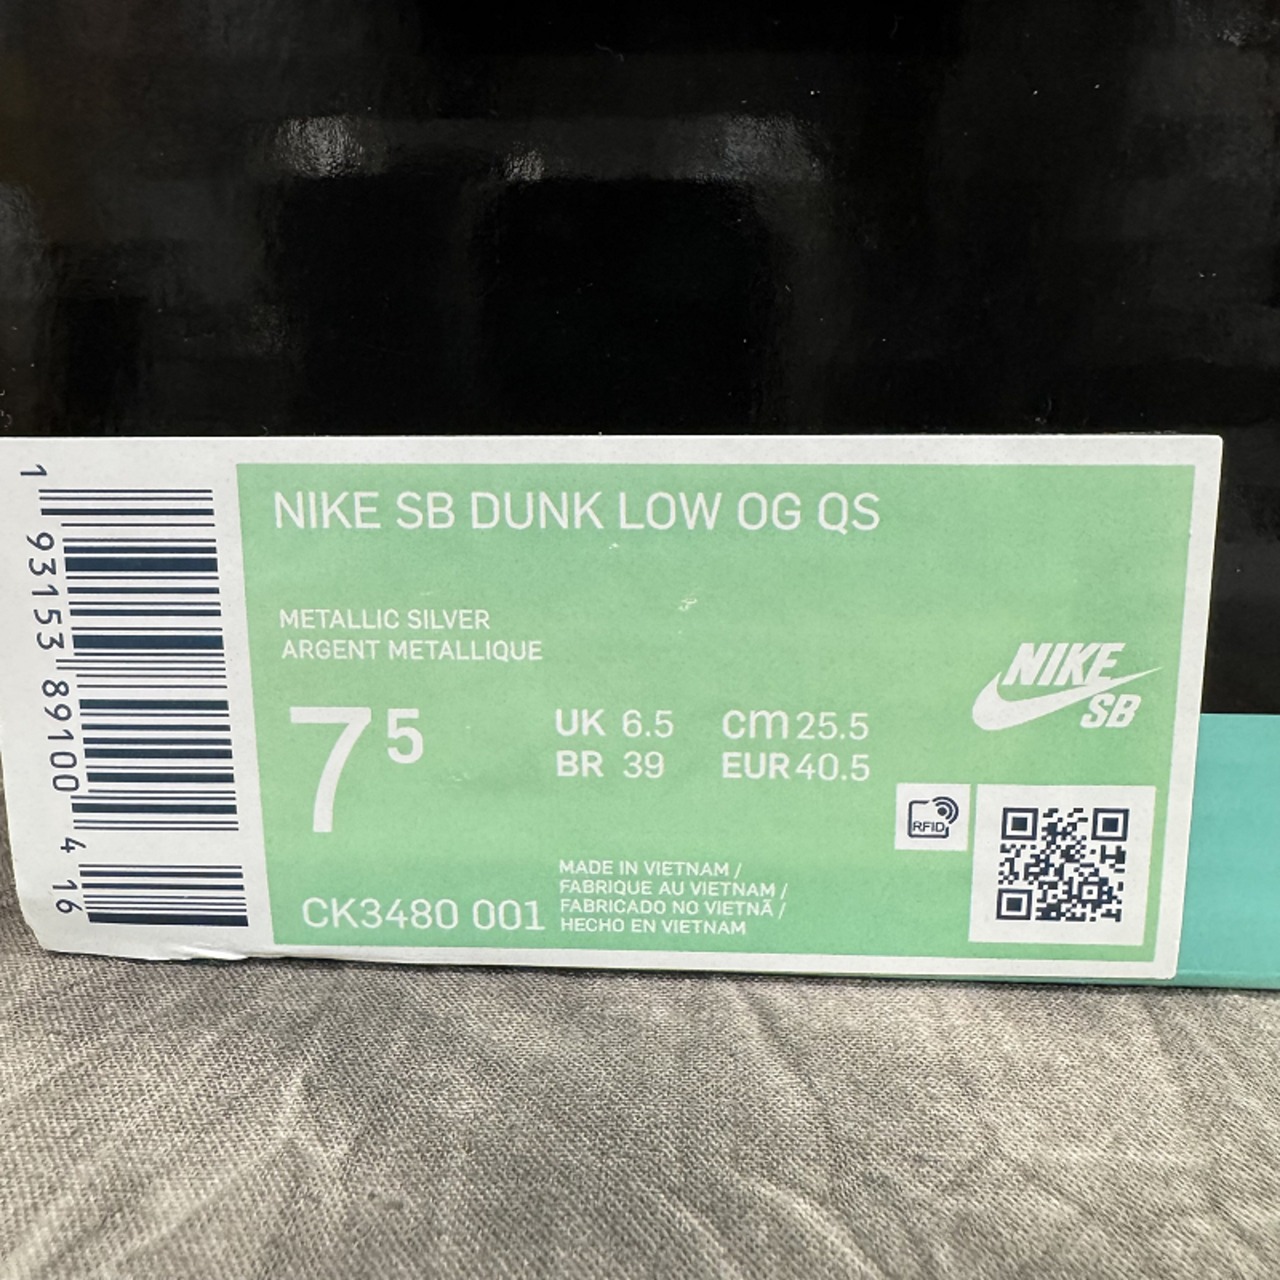 1 93153 89100 4 16
NIKE SB DUNK LOW OG QS
METALLIC SILVER
ARGENT METALLIQUE
7 5
UK 6.5 cm 25.5
BR 39 EUR 40.5
NIKE
SB
RFID
CK3480 001
MADE IN VIETNAM /
FABRIQUE AU VIETNAM /
FABRICADO NO VIETNÃ /
HECHO EN VIETNAM